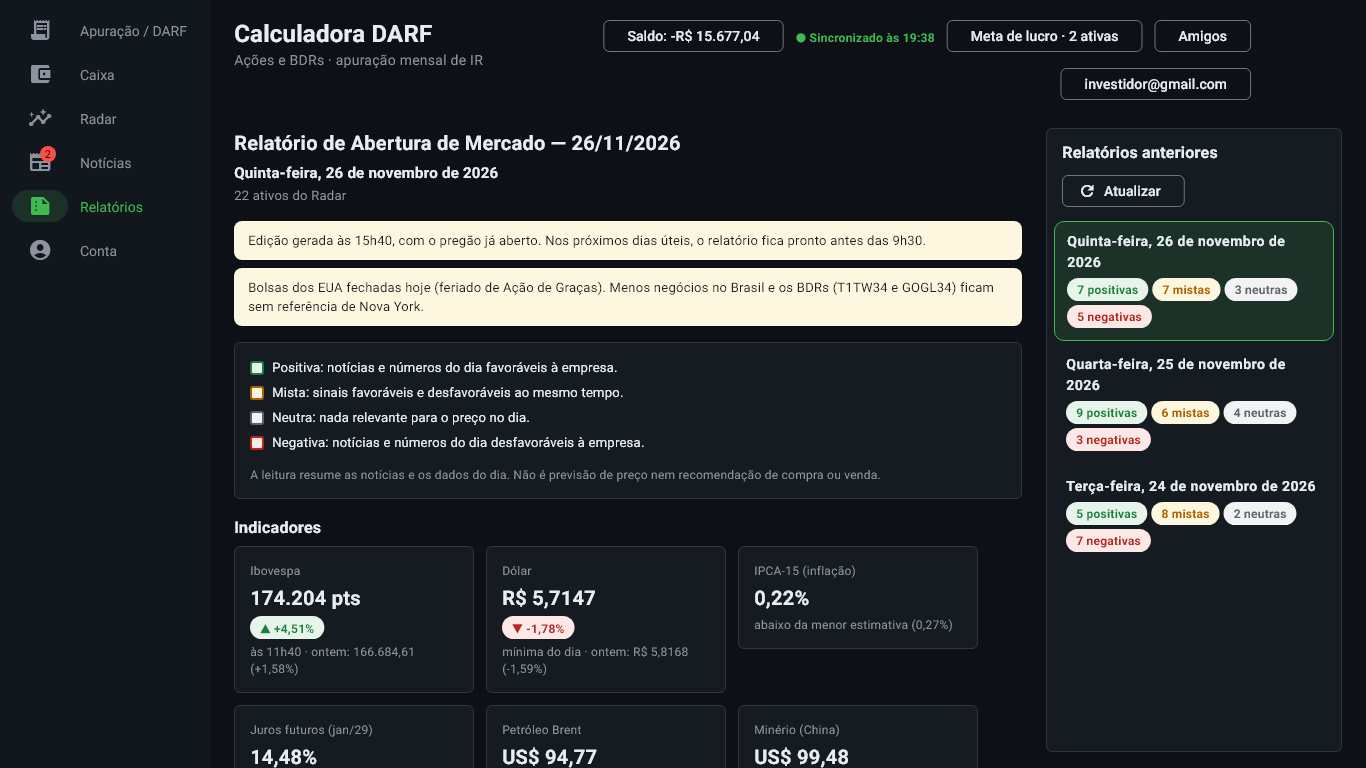 Apuração / DARF
Caixa
Radar
2
Notícias
Relatórios
Conta
Calculadora DARF
Ações e BDRs · apuração mensal de IR
Saldo: -R$ 15.677,04
Sincronizado às 19:38
Meta de lucro · 2 ativas
Amigos
investidor@gmail.com
Relatório de Abertura de Mercado — 26/11/2026
Quinta-feira, 26 de novembro de 2026
22 ativos do Radar
Edição gerada às 15h40, com o pregão já aberto. Nos próximos dias úteis, o relatório fica pronto antes das 9h30.
Bolsas dos EUA fechadas hoje (feriado de Ação de Graças). Menos negócios no Brasil e os BDRs (T1TW34 e GOGL34) ficam
sem referência de Nova York.
Positiva: notícias e números do dia favoráveis à empresa.
Mista: sinais favoráveis e desfavoráveis ao mesmo tempo.
Neutra: nada relevante para o preço no dia.
Negativa: notícias e números do dia desfavoráveis à empresa.
A leitura resume as notícias e os dados do dia. Não é previsão de preço nem recomendação de compra ou venda.
Indicadores
Ibovespa
174.204 pts
▲ +4,51%
às 11h40 · ontem: 166.684,61
(+1,58%)
Dólar
R$ 5,7147
▼ -1,78%
mínima do dia · ontem: R$ 5,8168
(-1,59%)
IPCA-15 (inflação)
0,22%
abaixo da menor estimativa (0,27%)
Juros futuros (jan/29)
14,48%
Petróleo Brent
US$ 94,77
Minério (China)
US$ 99,48
Relatórios anteriores
Atualizar
Quinta-feira, 26 de novembro de
2026
7 positivas
7 mistas
3 neutras
5 negativas
Quarta-feira, 25 de novembro de
2026
9 positivas
6 mistas
4 neutras
3 negativas
Terça-feira, 24 de novembro de 2026
5 positivas
8 mistas
2 neutras
7 negativas